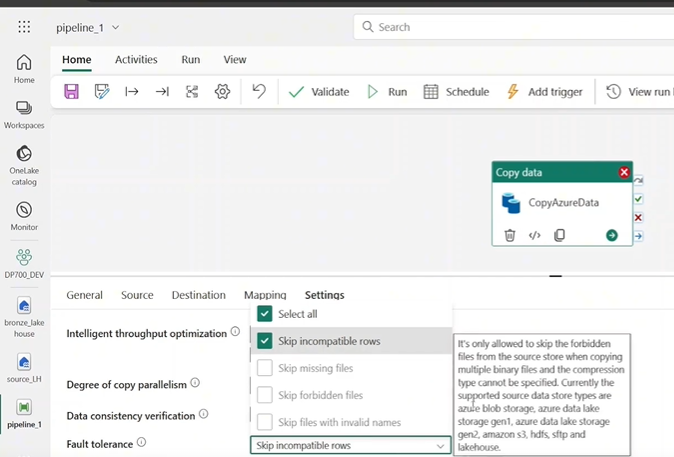 pipeline_1
Search
Home
Activities
Run
View
Validate
Run
Schedule
Add trigger
View run
Home
Workspaces
OneLake
catalog
Monitor
DP700_DEV
bronze_lake
house
source_LH
pipeline_1
Copy data
CopyAzureData
General
Source
Destination
Mapping
Settings
Intelligent throughput optimization
Degree of copy parallelism
Data consistency verification
Fault tolerance
Select all
Skip incompatible rows
Skip missing files
Skip forbidden files
Skip files with invalid names
Skip incompatible rows
It's only allowed to skip the forbidden
files from the source store when copying
multiple binary files and the compression
type cannot be specified. Currently the
supported source data store types are
azure blob storage, azure data lake
storage gen1, azure data lake storage
gen2, amazon s3, hdfs, sftp and
lakehouse.